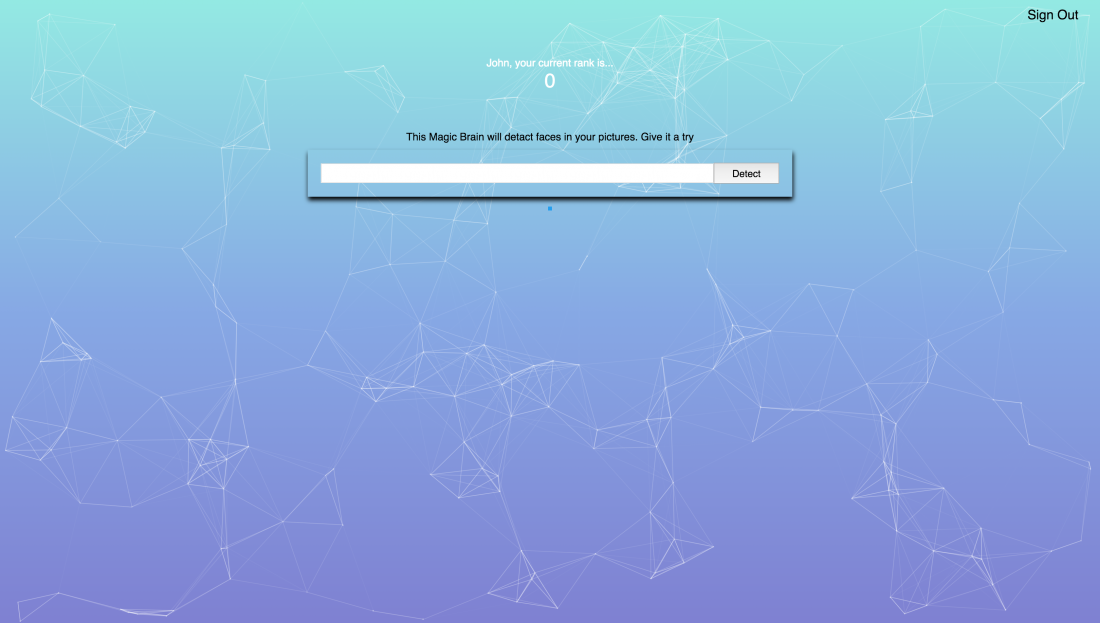 Sign Out
John, your current rank is...
0
This Magic Brain will detact faces in your pictures. Give it a try
Detect